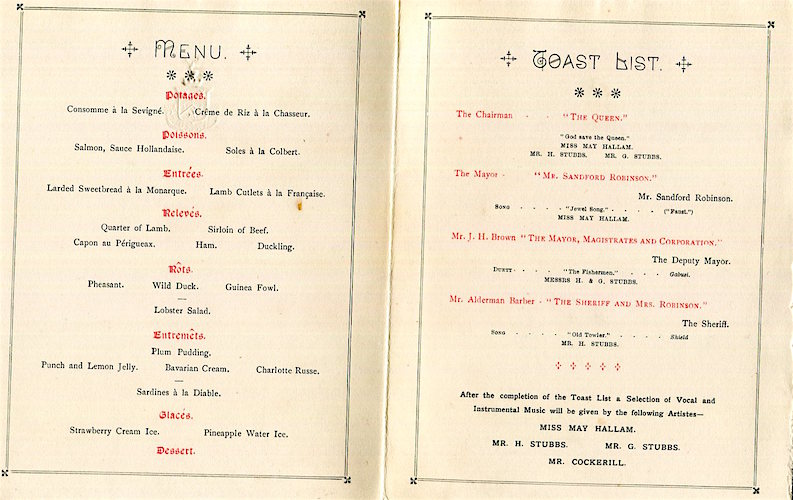 MENU.
Potages.
Consomme à la Sevigné. Crême de Riz à la Chasseur.
Poissons.
Salmon, Sauce Hollandaise. Soles à la Colbert.
Entrées.
Larded Sweetbread à la Monarque. Lamb Cutlets à la Française.
Relevés.
Quarter of Lamb. Sirloin of Beef.
Capon au Périgueax. Ham. Duckling.
Rôts.
Pheasant. Wild Duck. Guinea Fowl.
Lobster Salad.
Entremêts.
Plum Pudding.
Punch and Lemon Jelly. Bavarian Cream. Charlotte Russe.
Sardines à la Diable.
Glacés.
Strawberry Cream Ice. Pineapple Water Ice.
Dessert.
TOAST LIST.
The Chairman - - "THE QUEEN."
"God save the Queen."
MISS MAY HALLAM.
MR. H. STUBBS. MR. G. STUBBS.
The Mayor - "MR. SANDFORD ROBINSON."
Mr. Sandford Robinson.
SONG - - - - "Jewel Song." - - - - ("Faust.")
MISS MAY HALLAM.
Mr. J. H. Brown "THE MAYOR, MAGISTRATES AND CORPORATION."
The Deputy Mayor.
DUETT - - - - "The Fishermen." - - - Gabusi.
MESSRS H. & G. STUBBS.
Mr. Alderman Barber - "THE SHERIFF AND MRS. ROBINSON."
The Sheriff.
SONG - - - - "Old Towler." - - - - Shield
MR. H. STUBBS.
After the completion of the Toast List a Selection of Vocal and
Instrumental Music will be given by the following Artistes—
MISS MAY HALLAM.
MR. H. STUBBS. MR. G. STUBBS.
MR. COCKERILL.